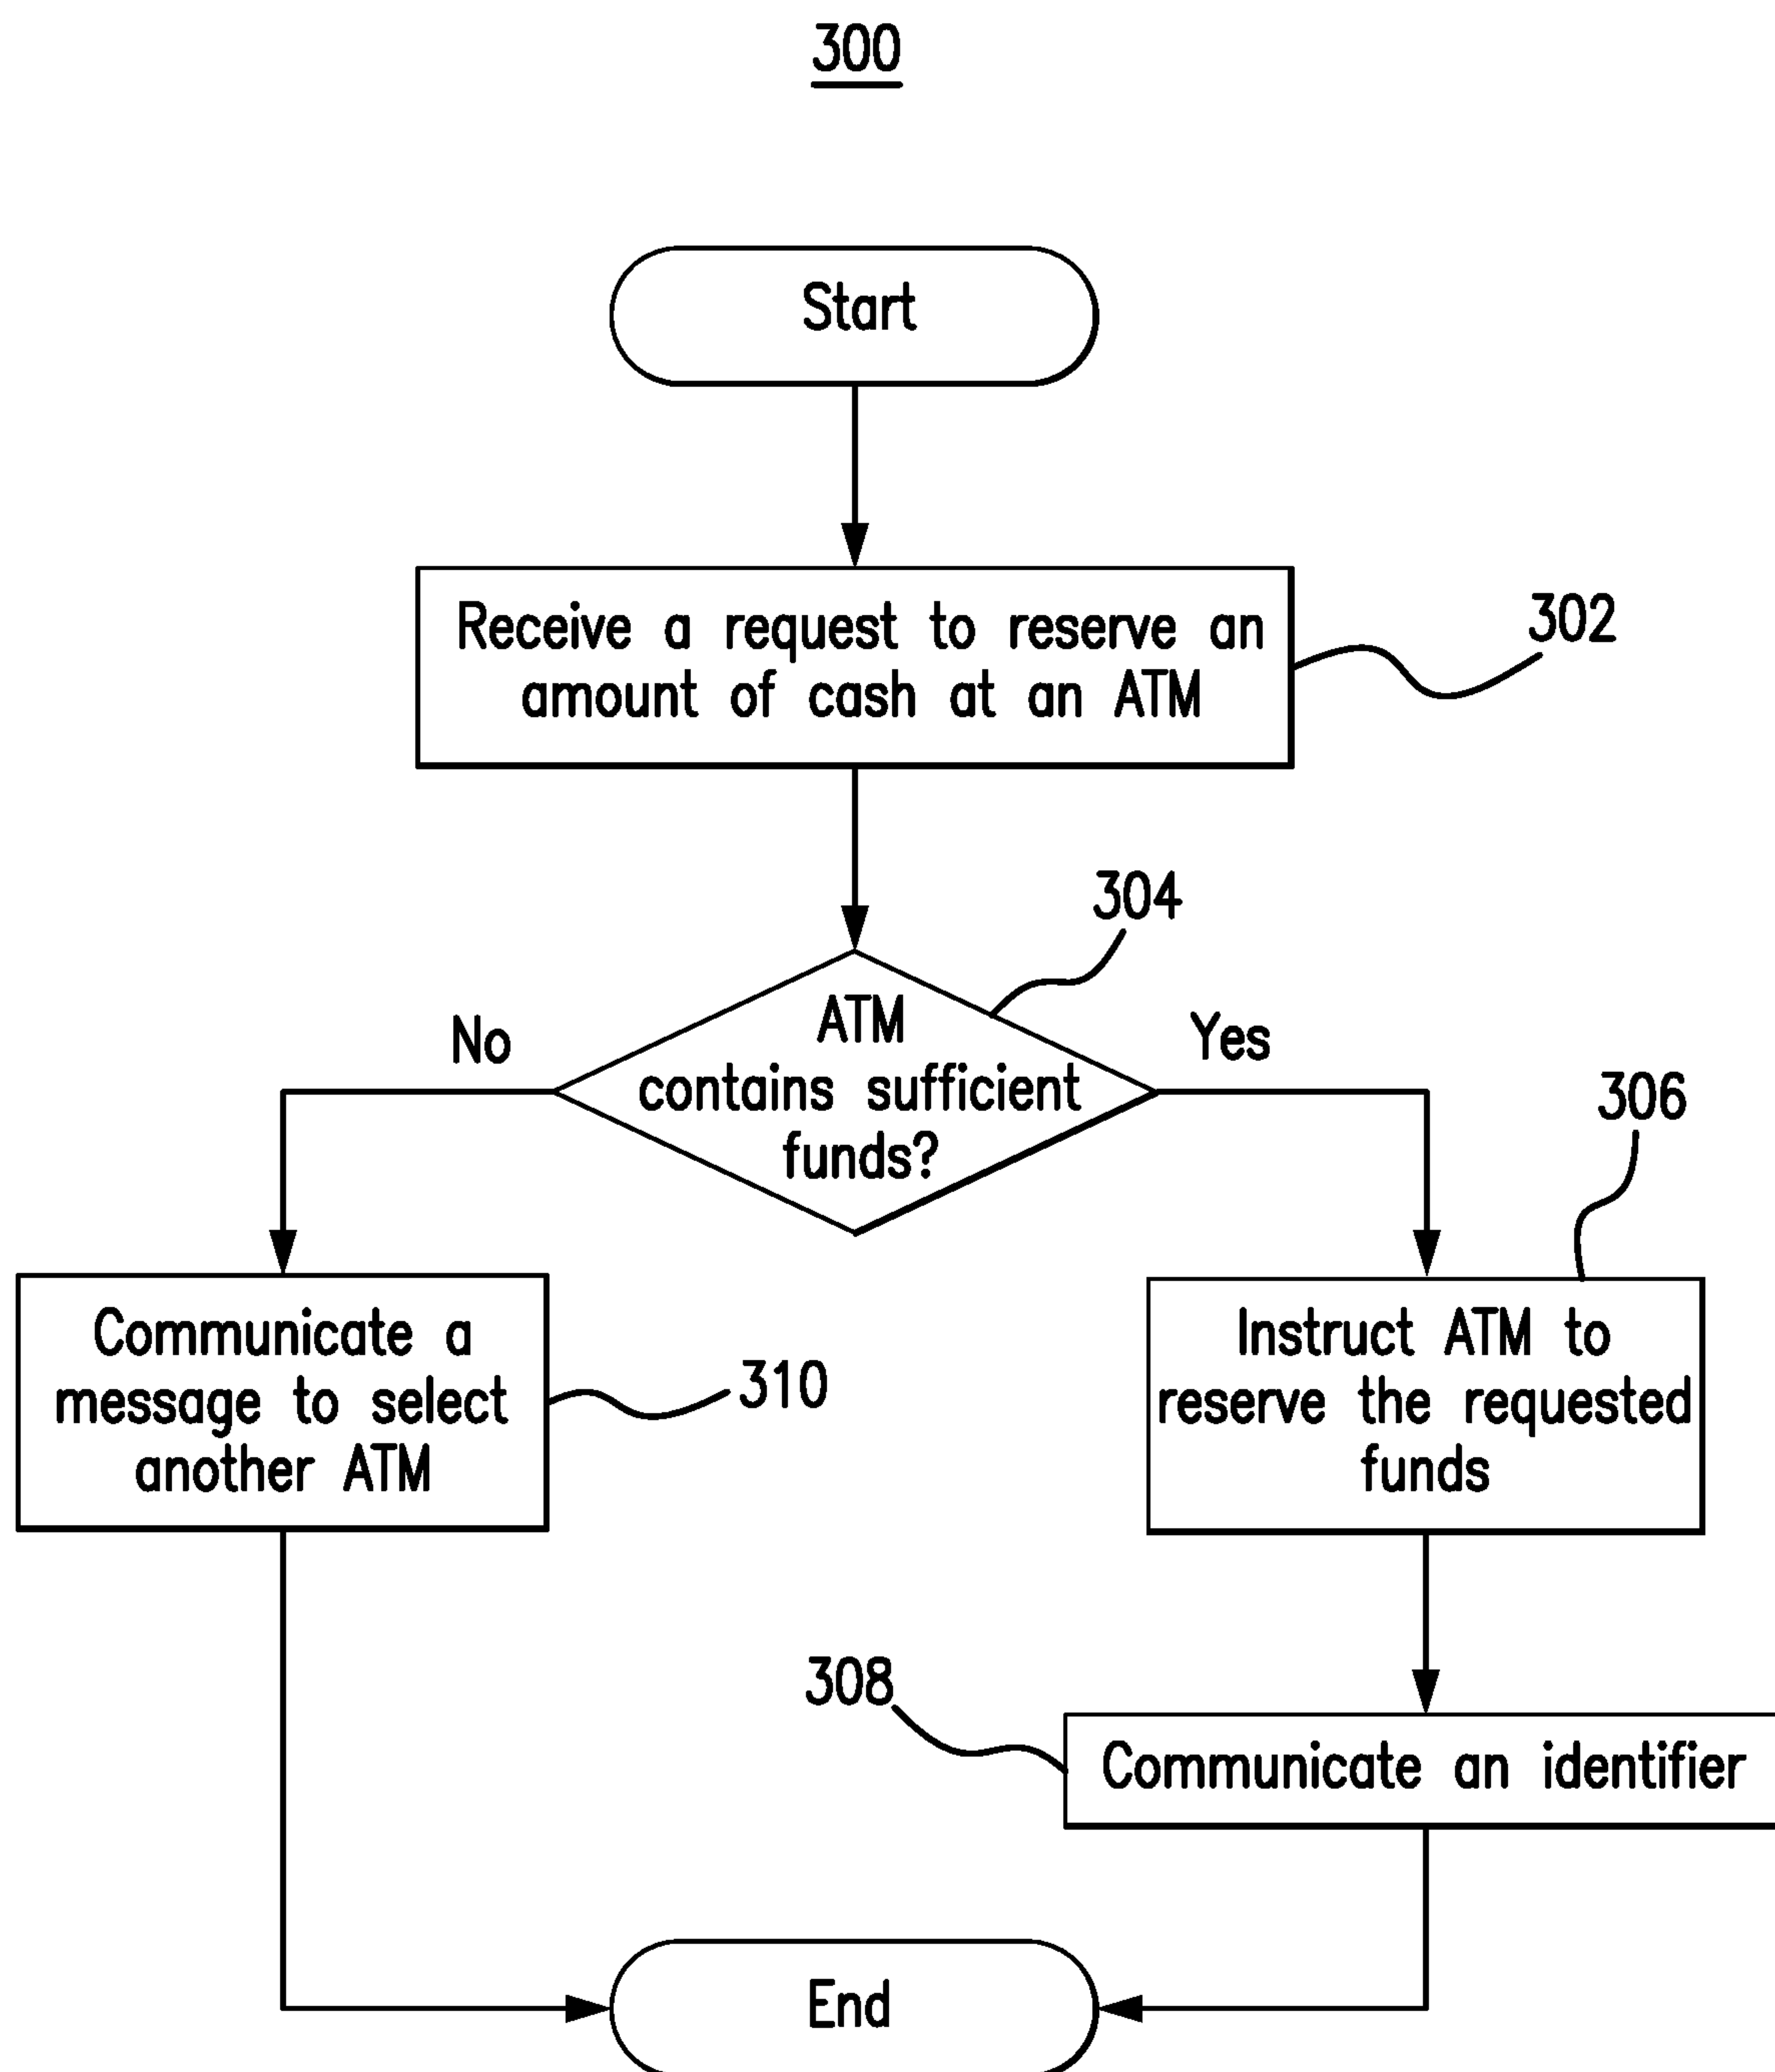 300
Start
Receive a request to reserve an
amount of cash at an ATM
302
304
ATM
contains sufficient
funds?
No
Yes
306
Communicate a
message to select
another ATM
310
Instruct ATM to
reserve the requested
funds
308
Communicate an identifier
End